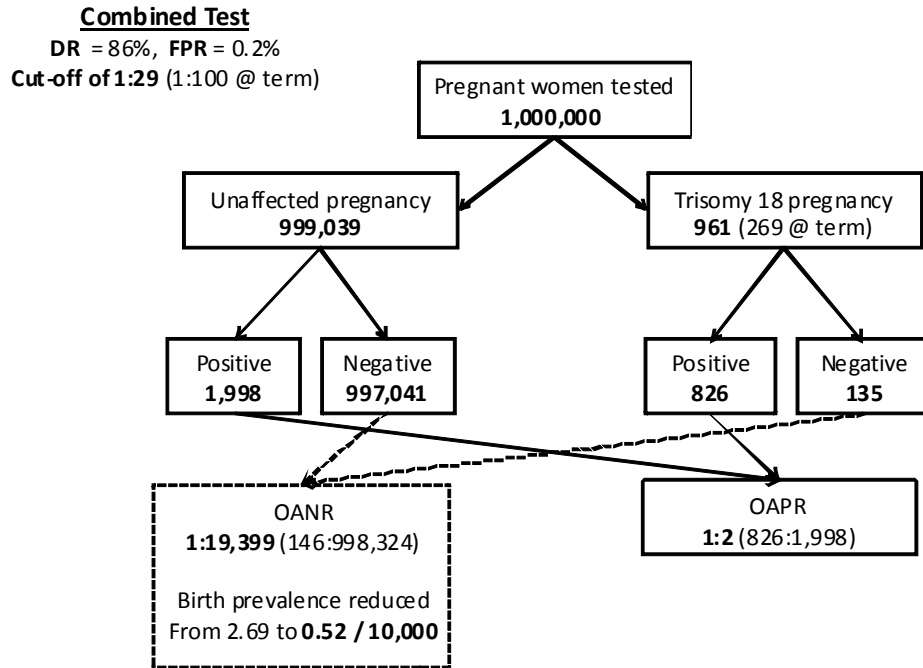 Combined Test
DR = 86%, FPR = 0.2%
Cut-off of 1:29 (1:100 @ term)
Pregnant women tested
1,000,000
Unaffected pregnancy
999,039
Trisomy 18 pregnancy
961 (269 @ term)
Positive
1,998
Negative
997,041
Positive
826
Negative
135
OANR
1:19,399 (146:998,324)
Birth prevalence reduced
From 2.69 to 0.52 / 10,000
OAPR
1:2 (826:1,998)